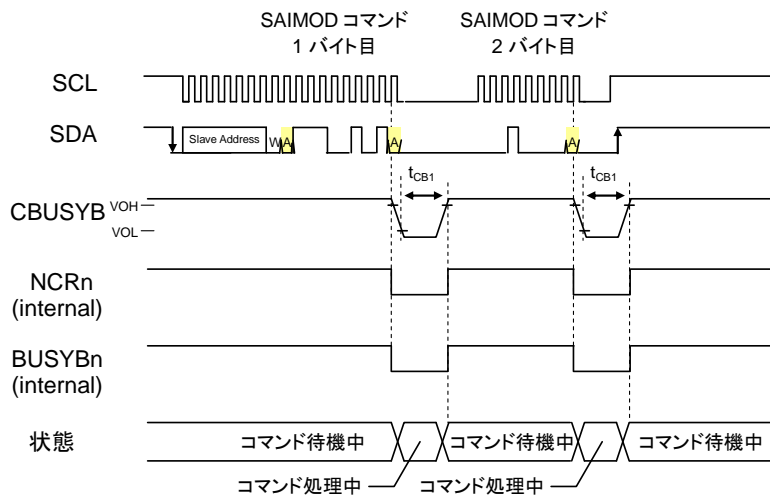 SAIMOD コマンド
1 バイト目
SAIMOD コマンド
2 バイト目
SCL
SDA
Slave Address
W
A
A
A
tCB1
tCB1
CBUSYB
VOH
VOL
NCRn
(internal)
BUSYBn
(internal)
状態
コマンド待機中
コマンド待機中
コマンド待機中
コマンド処理中
コマンド処理中